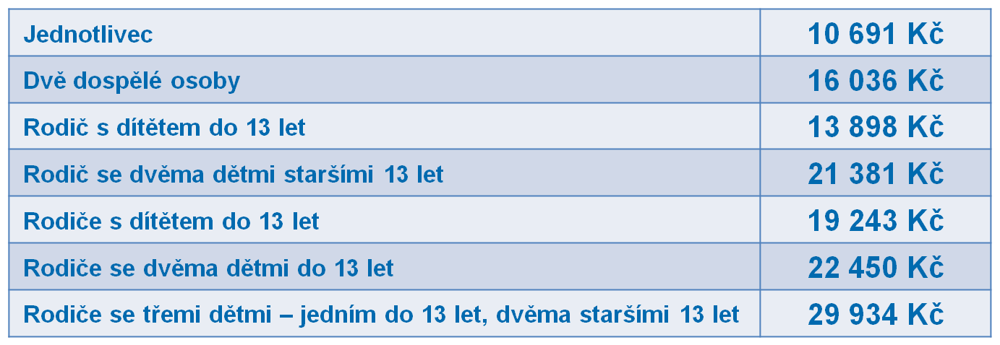 Jednotlivec 10 691 Kč
Dvě dospělé osoby 16 036 Kč
Rodič s dítětem do 13 let 13 898 Kč
Rodič se dvěma dětmi staršími 13 let 21 381 Kč
Rodiče s dítětem do 13 let 19 243 Kč
Rodiče se dvěma dětmi do 13 let 22 450 Kč
Rodiče se třemi dětmi – jedním do 13 let, dvěma staršími 13 let 29 934 Kč